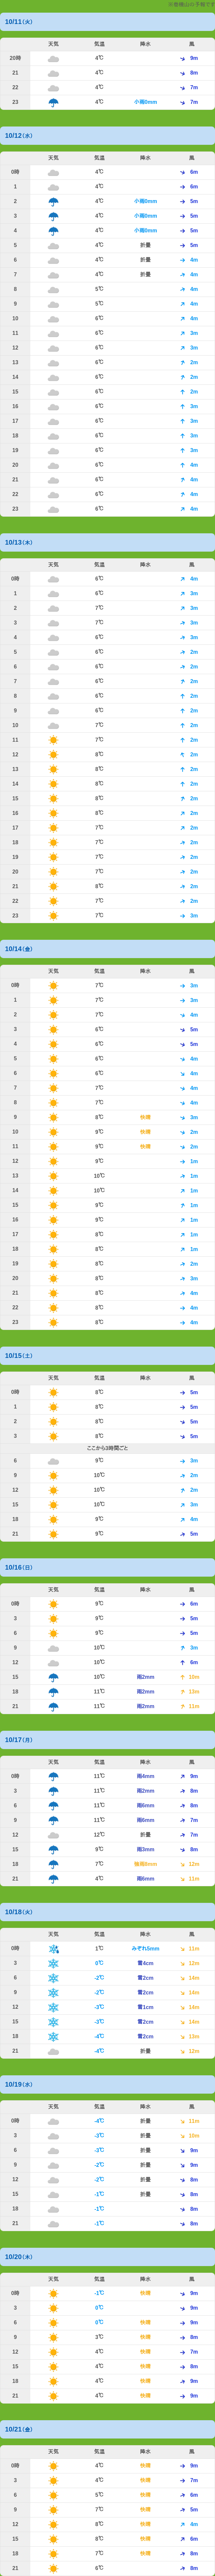 10/11(火)
天気 気温 降水 風
20時 4℃ 9m
21 4℃ 8m
22 4℃ 7m
23 4℃ 小雨0mm 7m
10/12(水)
天気 気温 降水 風
0時 4℃ 6m
1 4℃ 6m
2 4℃ 小雨0mm 5m
3 4℃ 小雨0mm 5m
4 4℃ 小雨0mm 5m
5 4℃ 折曇 5m
6 4℃ 折曇 4m
7 4℃ 折曇 4m
8 5℃ 4m
9 5℃ 4m
10 6℃ 4m
11 6℃ 3m
12 6℃ 3m
13 6℃ 2m
14 6℃ 2m
15 6℃ 2m
16 6℃ 3m
17 6℃ 3m
18 6℃ 3m
19 6℃ 3m
20 6℃ 4m
21 6℃ 4m
22 6℃ 4m
23 6℃ 4m
10/13(木)
天気 気温 降水 風
0時 6℃ 4m
1 6℃ 3m
2 7℃ 3m
3 7℃ 3m
4 6℃ 3m
5 6℃ 2m
6 6℃ 2m
7 6℃ 2m
8 6℃ 2m
9 6℃ 2m
10 7℃ 2m
11 7℃ 2m
12 8℃ 2m
13 8℃ 2m
14 8℃ 2m
15 8℃ 2m
16 8℃ 2m
17 7℃ 2m
18 7℃ 2m
19 7℃ 2m
20 7℃ 2m
21 8℃ 2m
22 7℃ 2m
23 7℃ 3m
10/14(金)
天気 気温 降水 風
0時 7℃ 3m
1 7℃ 3m
2 7℃ 4m
3 6℃ 5m
4 6℃ 5m
5 6℃ 4m
6 6℃ 4m
7 7℃ 4m
8 7℃ 4m
9 8℃ 快晴 3m
10 9℃ 快晴 2m
11 9℃ 快晴 2m
12 9℃ 1m
13 10℃ 1m
14 10℃ 1m
15 9℃ 1m
16 9℃ 1m
17 8℃ 1m
18 8℃ 1m
19 8℃ 2m
20 8℃ 3m
21 8℃ 4m
22 8℃ 4m
23 8℃ 4m
10/15(土)
天気 気温 降水 風
0時 8℃ 5m
1 8℃ 5m
2 8℃ 5m
3 8℃ 5m
ここから3時間ごと
6 9℃ 3m
9 10℃ 2m
12 10℃ 2m
15 10℃ 3m
18 9℃ 4m
21 9℃ 5m
10/16(日)
天気 気温 降水 風
0時 9℃ 6m
3 9℃ 5m
6 9℃ 5m
9 10℃ 3m
12 10℃ 6m
15 10℃ 雨2mm 10m
18 11℃ 雨2mm 13m
21 11℃ 雨2mm 11m
10/17(月)
天気 気温 降水 風
0時 11℃ 雨4mm 9m
3 11℃ 雨2mm 8m
6 11℃ 雨6mm 8m
9 11℃ 雨6mm 7m
12 12℃ 折曇 7m
15 9℃ 雨3mm 8m
18 7℃ 12m
21 4℃ 雨6mm 11m
10/18(火)
天気 気温 降水 風
0時 1℃ みぞれ5mm 11m
3 0℃ 雪4cm 12m
6 -2℃ 雪2cm 14m
9 -2℃ 雪2cm 14m
12 -3℃ 雪1cm 14m
15 -3℃ 雪2cm 14m
18 -4℃ 雪2cm 13m
21 -4℃ 折曇 12m
10/19(水)
天気 気温 降水 風
0時 -4℃ 折曇 11m
3 -3℃ 折曇 10m
6 -3℃ 折曇 9m
9 -2℃ 折曇 9m
12 -2℃ 折曇 8m
15 -1℃ 折曇 8m
18 -1℃ 8m
21 -1℃ 8m
10/20(木)
天気 気温 降水 風
0時 -1℃ 快晴 9m
3 0℃ 9m
6 0℃ 快晴 9m
9 3℃ 快晴 8m
12 4℃ 快晴 7m
15 4℃ 快晴 8m
18 4℃ 快晴 9m
21 4℃ 快晴 9m
10/21(金)
天気 気温 降水 風
0時 4℃ 快晴 9m
3 4℃ 快晴 7m
6 5℃ 快晴 6m
9 7℃ 快晴 5m
12 8℃ 快晴 4m
15 8℃ 快晴 6m
18 7℃ 快晴 8m
21 6℃ 8m